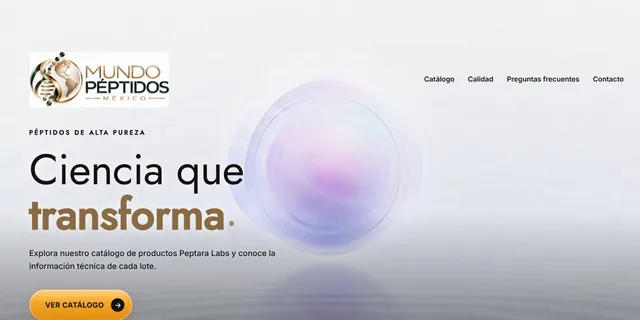 MUNDO
PÉPTIDOS
MÉXICO
Catálogo
Calidad
Preguntas frecuentes
Contacto
PÉPTIDOS DE ALTA PUREZA
Ciencia que
transforma.
Explora nuestro catálogo de productos Peptara Labs y conoce la
información técnica de cada lote.
VER CATÁLOGO